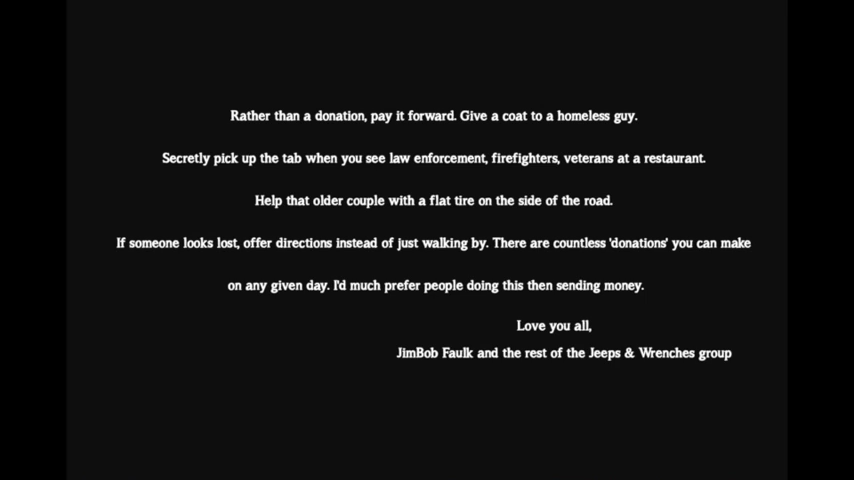 Rather than a donation, pay it forward. Give a coat to a homeless guy.
Secretly pick up the tab when you see law enforcement, firefighters, veterans at a restaurant.
Help that older couple with a flat tire on the side of the road.
If someone looks lost, offer directions instead of just walking by. There are countless 'donations' you can make
on any given day. I'd much prefer people doing this then sending money.
Love you all,
JimBob Faulk and the rest of the Jeeps & Wrenches group